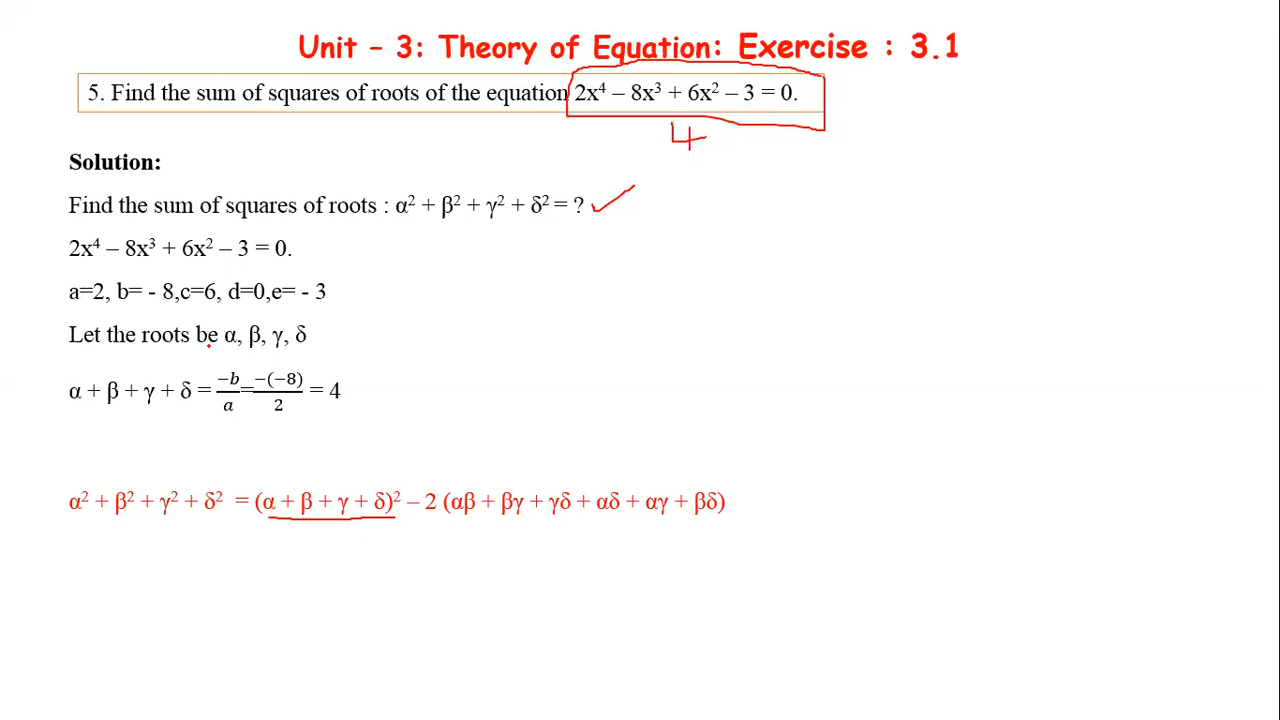 Unit – 3: Theory of Equation: Exercise : 3.1
5. Find the sum of squares of roots of the equation 2x⁴ – 8x³ + 6x² – 3 = 0.
4
Solution:
Find the sum of squares of roots : α² + β² + γ² + δ² = ?
2x⁴ – 8x³ + 6x² – 3 = 0.
a=2, b= - 8,c=6, d=0,e= - 3
Let the roots be α, β, γ, δ
α + β + γ + δ = −b/a = −(−8)/2 = 4
α² + β² + γ² + δ² = (α + β + γ + δ)² – 2 (αβ + βγ + γδ + αδ + αγ + βδ)